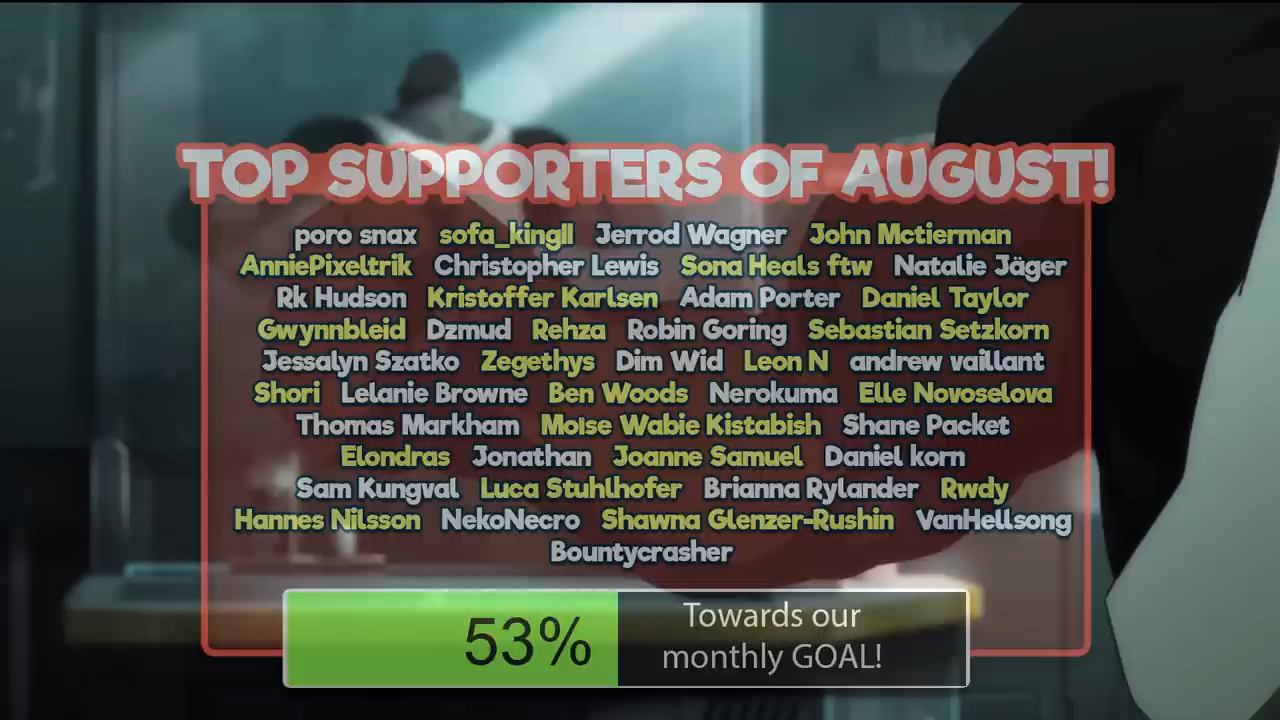 TOP SUPPORTERS OF AUGUST!
poro snax sofa_kingII Jerrod Wagner John Mctierman
AnniePixeltrik Christopher Lewis Sona Heals ftw Natalie Jäger
Rk Hudson Kristoffer Karlsen Adam Porter Daniel Taylor
Gwynnbleid Dzmud Rehza Robin Goring Sebastian Setzkorn
Jessalyn Szatko Zegethys Dim Wid Leon N andrew vaillant
Shori Lelanie Browne Ben Woods Nerokuma Elle Novoselova
Thomas Markham Moise Wabie Kistabish Shane Packet
Elondras Jonathan Joanne Samuel Daniel korn
Sam Kungval Luca Stuhlhofer Brianna Rylander Rwdy
Hannes Nilsson NekoNecro Shawna Glenzer-Rushin VanHellsong
Bountycrasher
53%
Towards our
monthly GOAL!